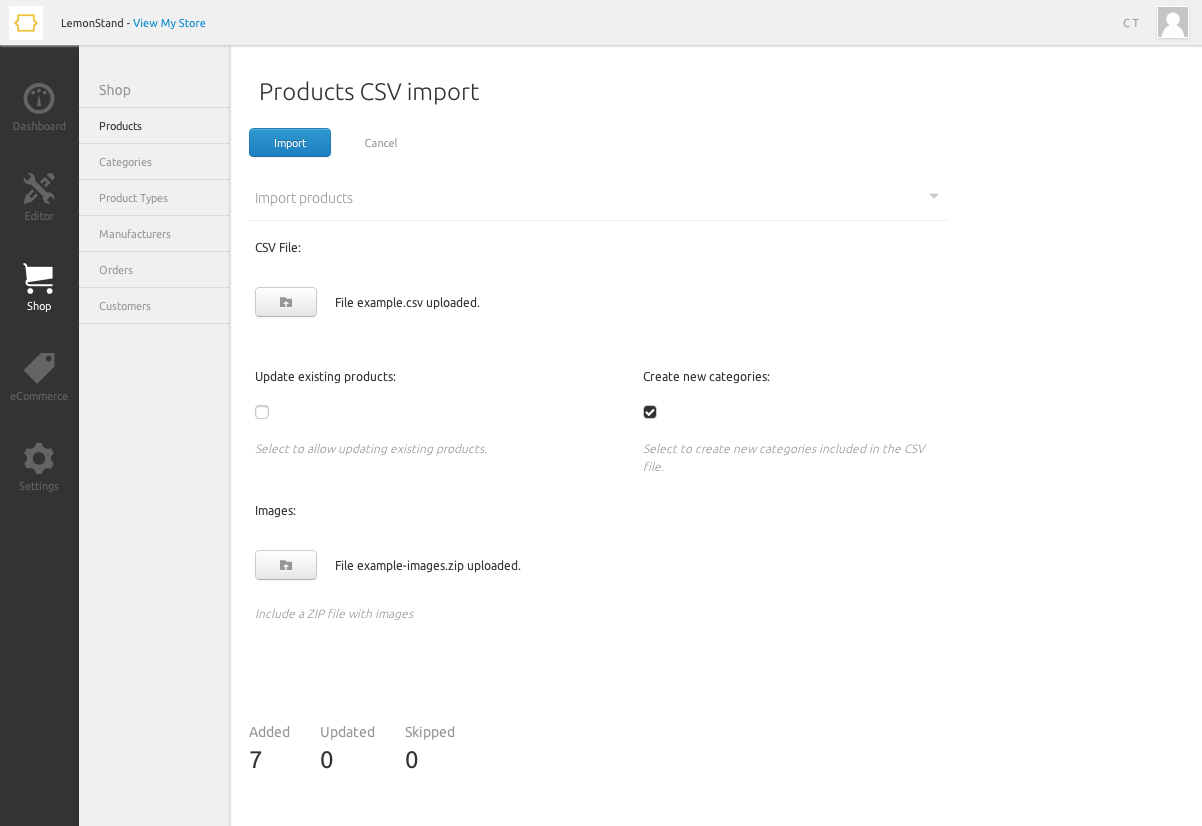 LemonStand - View My Store
C T
Dashboard
Editor
Shop
eCommerce
Settings
Shop
Products
Categories
Product Types
Manufacturers
Orders
Customers
Products CSV import
Import
Cancel
Import products
CSV File:
File example.csv uploaded.
Update existing products:
Select to allow updating existing products.
Create new categories:
Select to create new categories included in the CSV
file.
Images:
File example-images.zip uploaded.
Include a ZIP file with images
Added Updated Skipped
7 0 0